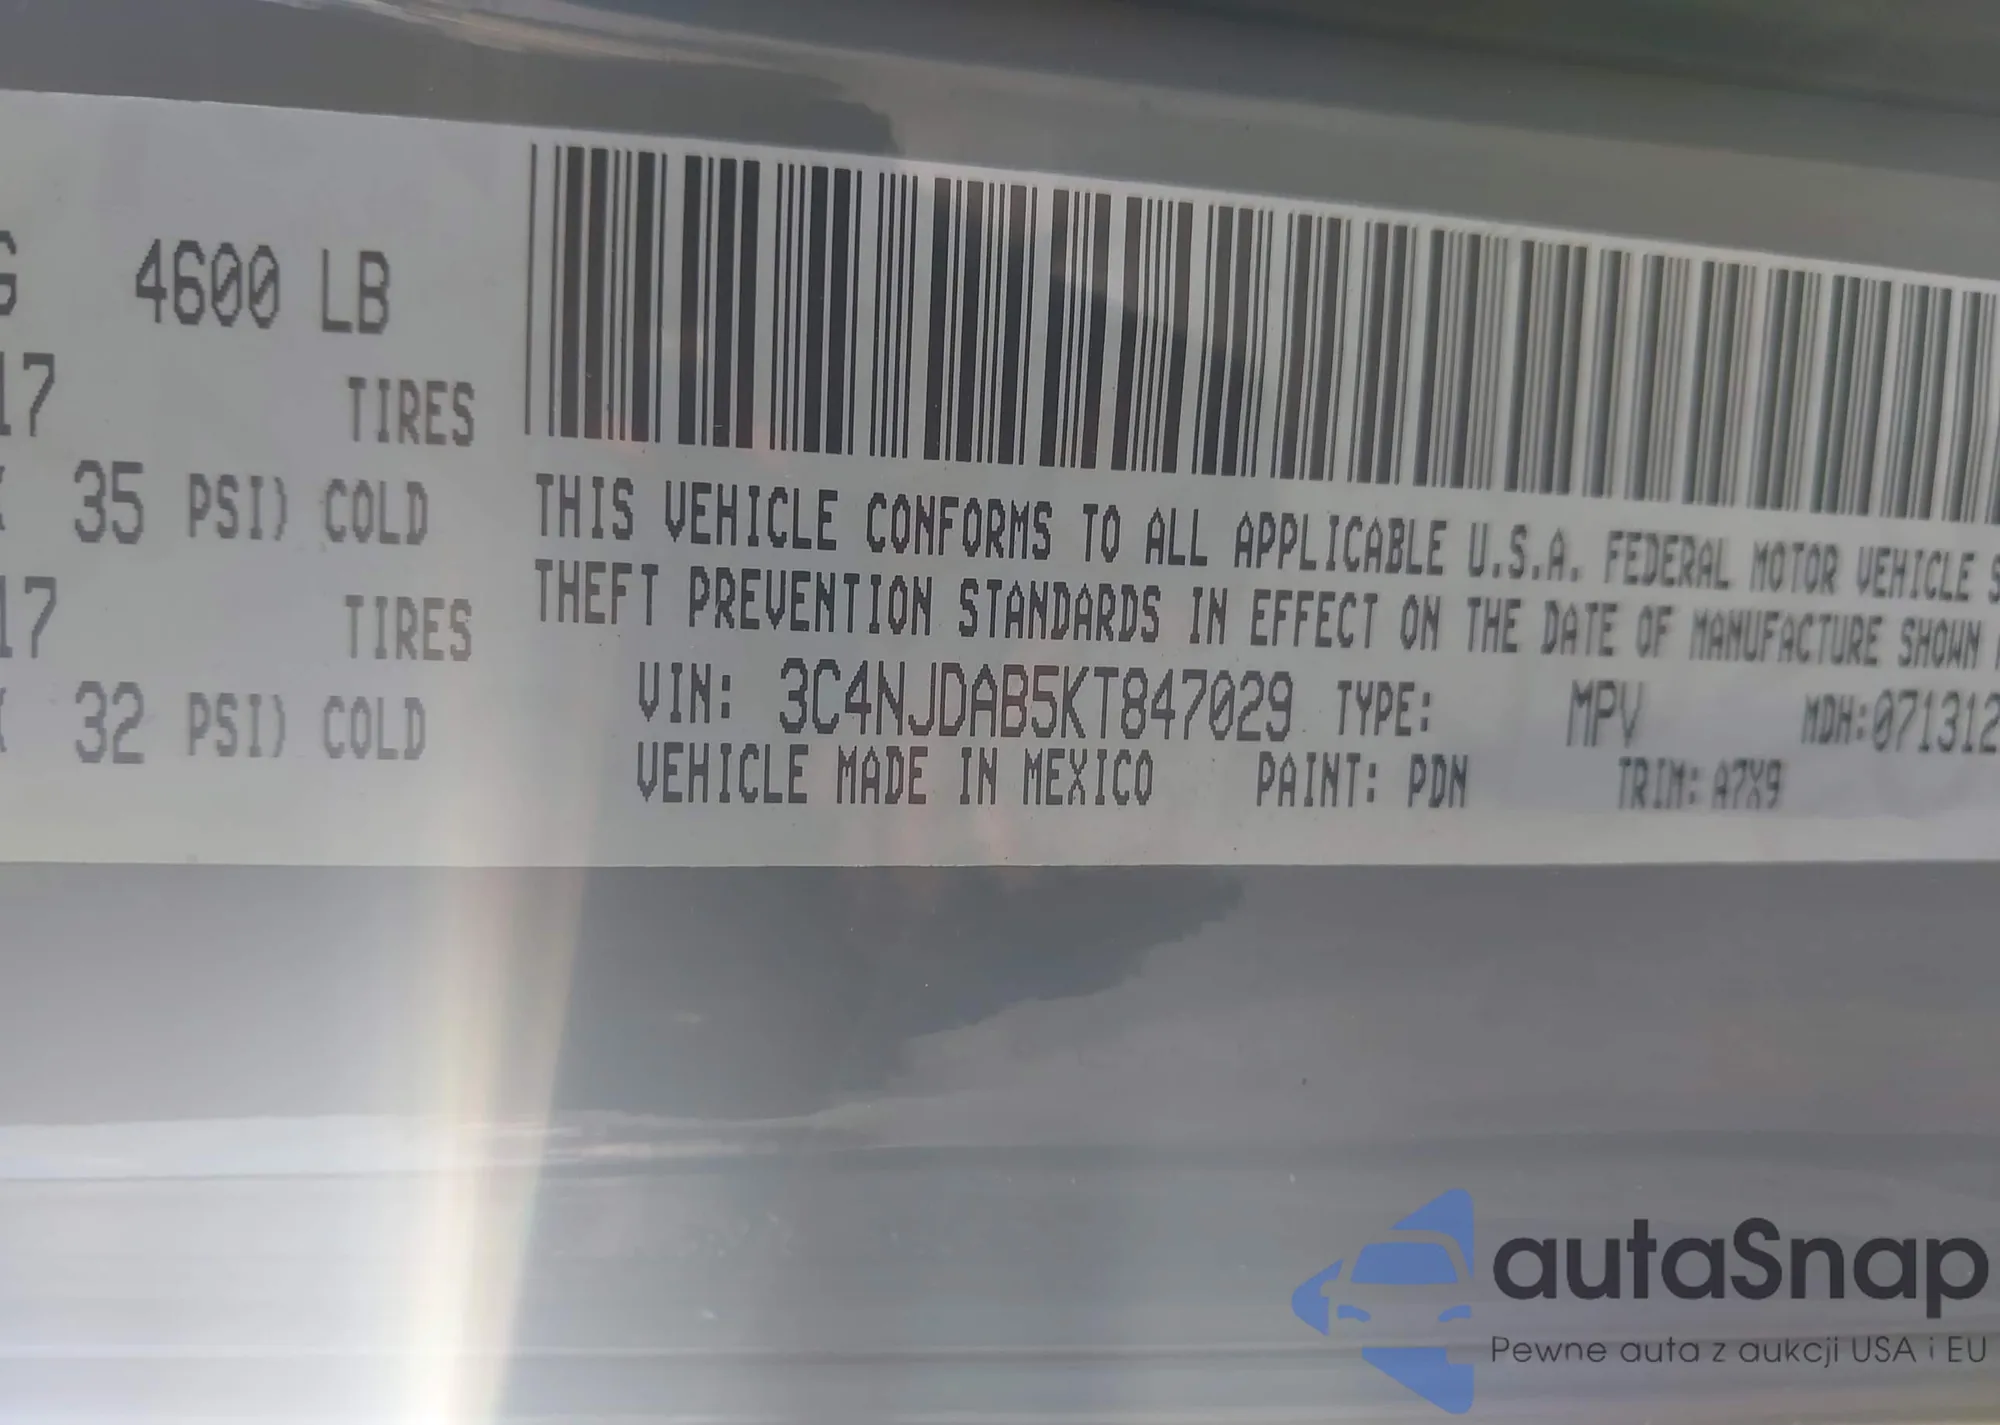 G 4600 LB
17 TIRES
35 PSI) COLD
17 TIRES
32 PSI) COLD
THIS VEHICLE CONFORMS TO ALL APPLICABLE U.S.A. FEDERAL MOTOR VEHICLE S
THEFT PREVENTION STANDARDS IN EFFECT ON THE DATE OF MANUFACTURE SHOWN
VIN: 3C4NJDAB5KT847029 TYPE: MPV MDH:071312
VEHICLE MADE IN MEXICO PAINT: PDN TRIM: A7X9
autaSnap
Pewne auta z aukcji USA i EU